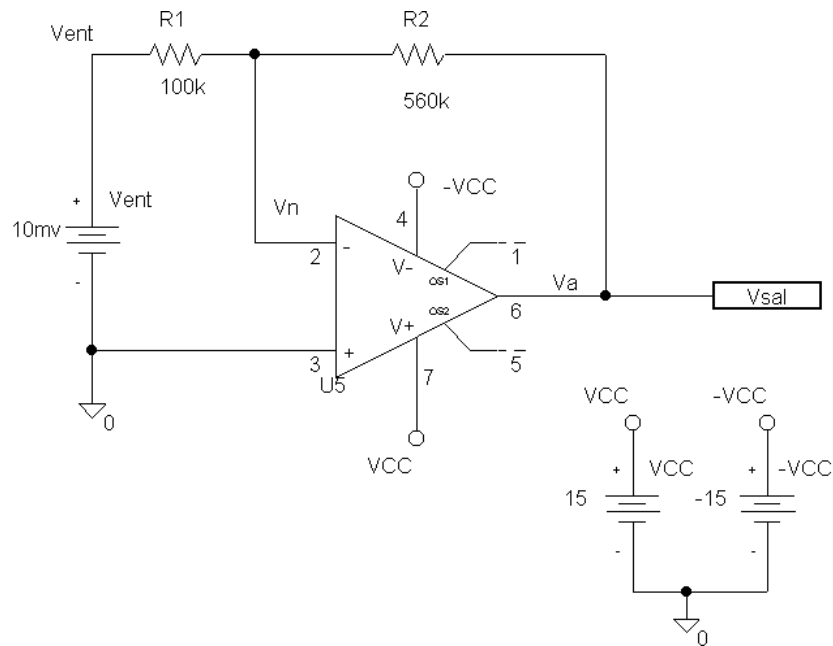 R1
R2
Vent
100k
560k
+
Vent
10mv
-
Vn
-VCC
4
2
-
V-
OS1
1
Va
Vsal
OS2
6
V+
3
+
5
U5
7
0
VCC
VCC
-VCC
+
VCC
+
-VCC
15
-15
-
-
0